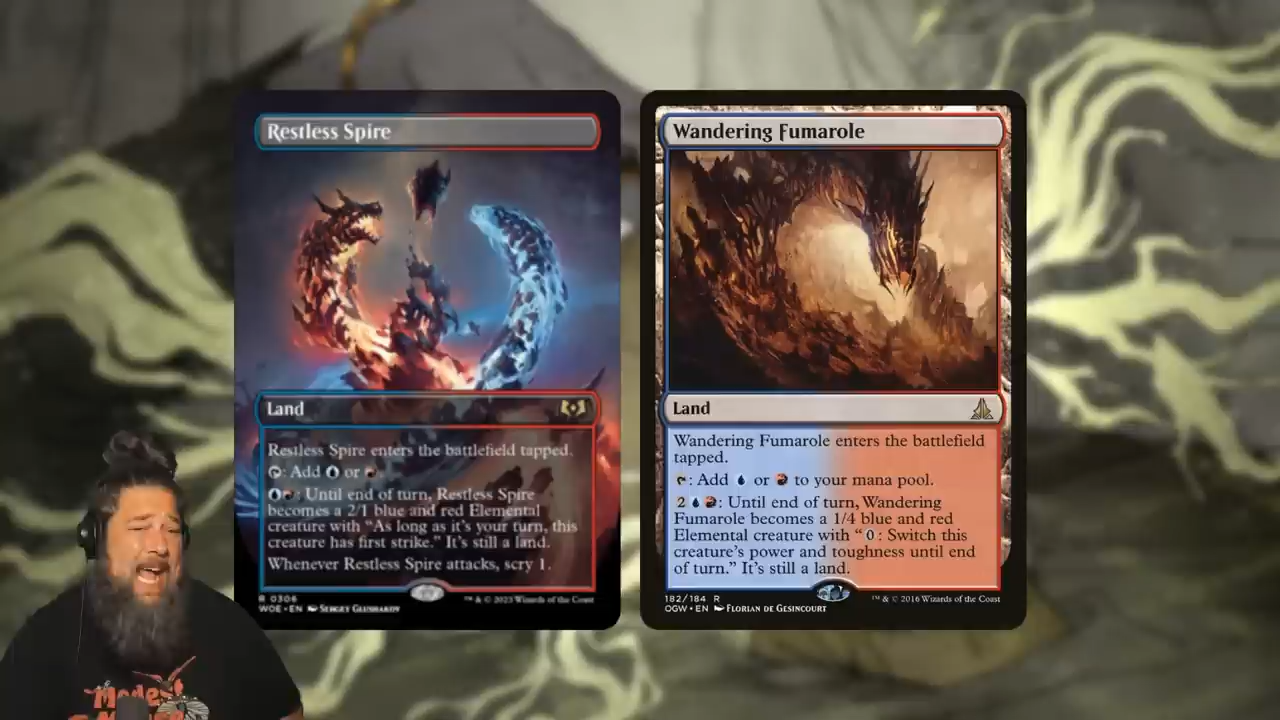 Restless Spire
Land
Restless Spire enters the battlefield tapped.
: Add or .
: Until end of turn, Restless Spire
becomes a 2/1 blue and red Elemental
creature with “As long as it’s your turn, this
creature has first strike.” It’s still a land.
Whenever Restless Spire attacks, scry 1.
R 0306
WOE • EN Sergey Glushakov
™ & © 2023 Wizards of the Coast
Wandering Fumarole
Land
Wandering Fumarole enters the battlefield
tapped.
: Add or to your mana pool.
2 : Until end of turn, Wandering
Fumarole becomes a 1/4 blue and red
Elemental creature with “0: Switch this
creature’s power and toughness until end
of turn.” It’s still a land.
182/184 R
OGW • EN Florian de Gesincourt
™ & © 2016 Wizards of the Coast